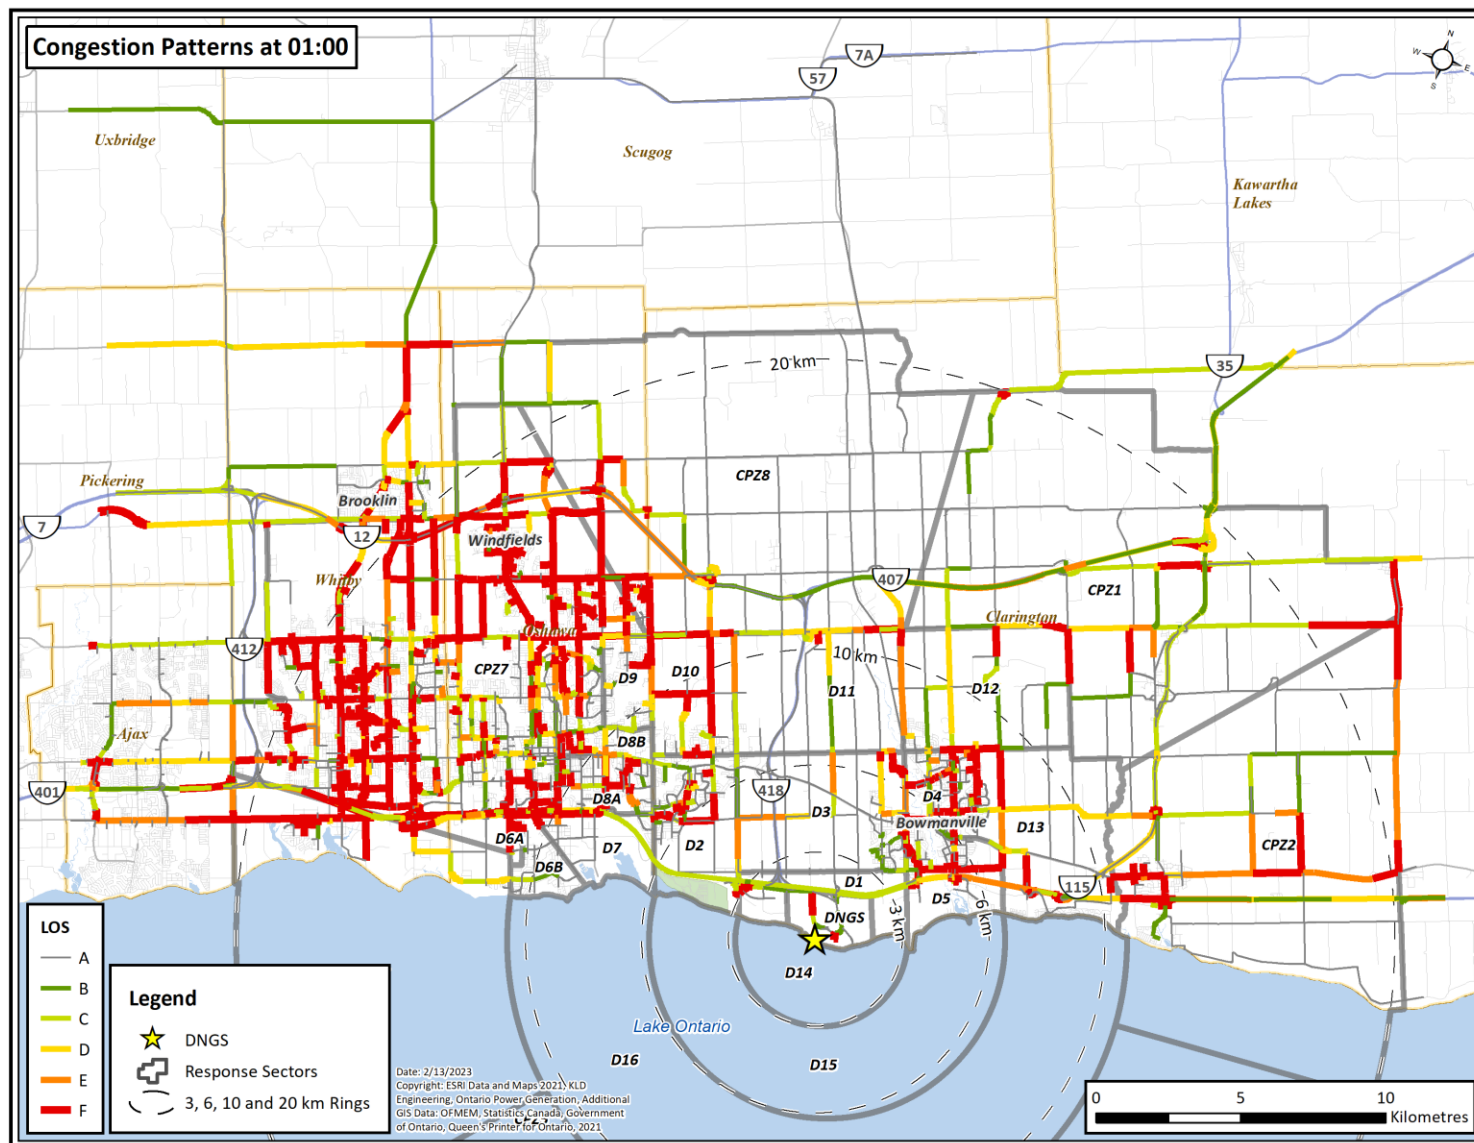 Congestion Patterns at 01:00
N
W
E
S
7A
57
Uxbridge
Scugog
Kawartha
Lakes
20 km
35
CPZ8
Pickering
Brooklin
7
12
Windfields
407
CPZ1
Whitby
Oshawa
Clarington
412
10 km
CPZ7
D9
D10
D11
D12
Ajax
D8B
401
418
D8A
D3
D4
Bowmanville
D13
D6A
D7
D2
CPZ2
D6B
D1
115
D5
DNGS
3 km
6 km
D14
Lake Ontario
D16
D15
LOS
A
B
C
D
E
F
Legend
DNGS
Response Sectors
3, 6, 10 and 20 km Rings
Date: 2/13/2023
Copyright: ESRI Data and Maps 2021, KLD
Engineering, Ontario Power Generation, Additional
GIS Data: OFMEM, Statistics Canada, Government
of Ontario, Queen's Printer for Ontario, 2021
0 5 10
Kilometres